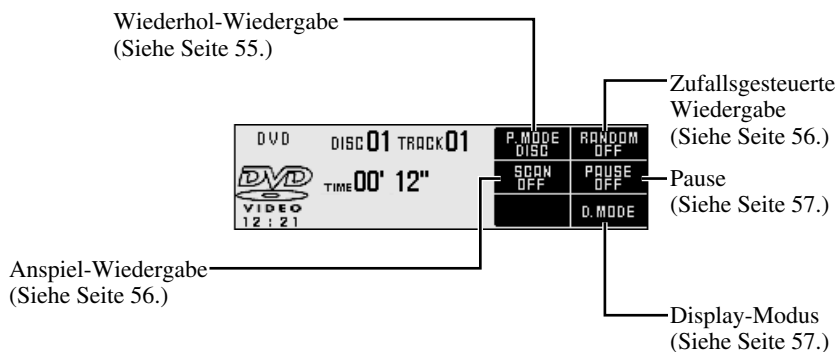 Wiederhol-Wiedergabe
(Siehe Seite 55.)
Zufallsgesteuerte
Wiedergabe
(Siehe Seite 56.)
DVD DISC 01 TRACK 01
P.MODE
DISC
RANDOM
OFF
DVD
VIDEO
TIME 00' 12"
SCAN
OFF
PAUSE
OFF
Pause
(Siehe Seite 57.)
12:21
D.MODE
Anspiel-Wiedergabe
(Siehe Seite 56.)
Display-Modus
(Siehe Seite 57.)